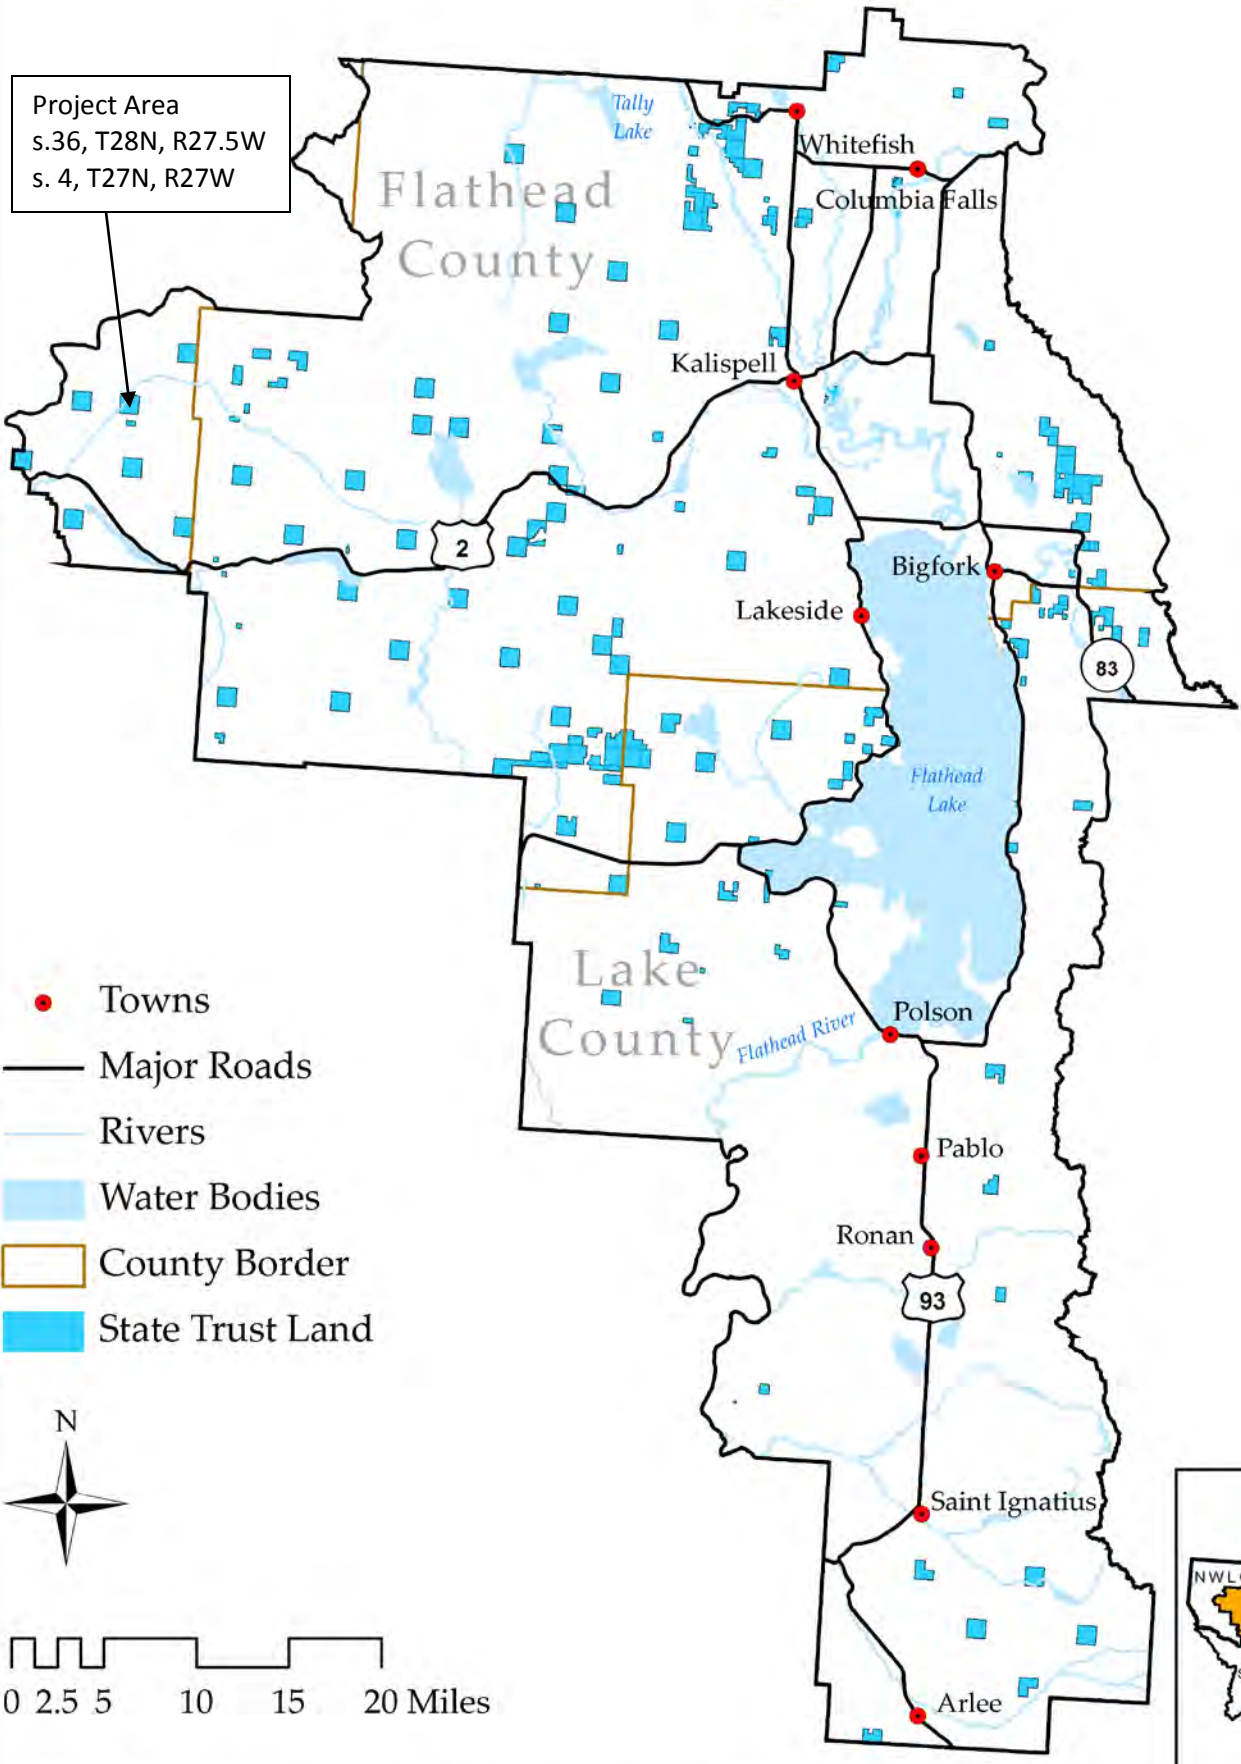 Project Area
s.36, T28N, R27.5W
s. 4, T27N, R27W
Tally
Lake
Whitefish
Columbia Falls
Flathead
County
Kalispell
2
Bigfork
Lakeside
83
Flathead
Lake
Lake
County
Flathead River
Polson
Pablo
Ronan
93
Saint Ignatius
Arlee
Towns
Major Roads
Rivers
Water Bodies
County Border
State Trust Land
N
0 2.5 5 10 15 20 Miles